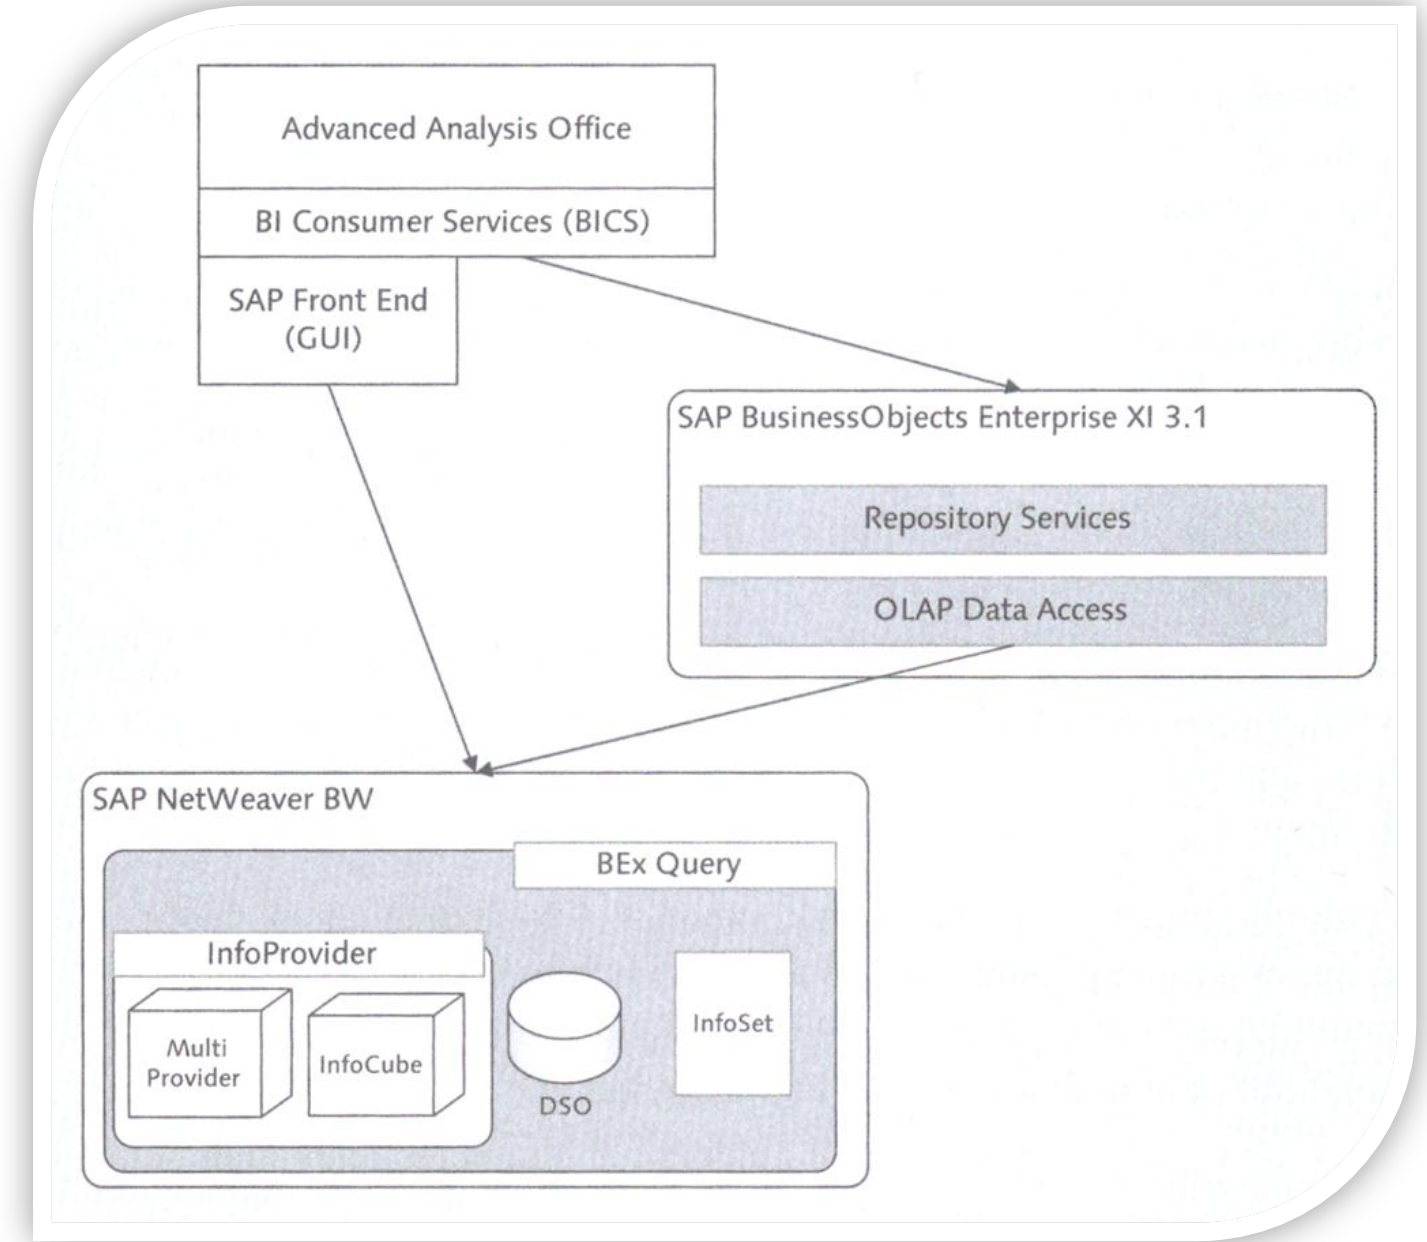 Advanced Analysis Office
BI Consumer Services (BICS)
SAP Front End
(GUI)
SAP BusinessObjects Enterprise XI 3.1
Repository Services
OLAP Data Access
SAP NetWeaver BW
BEx Query
InfoProvider
Multi
Provider
InfoCube
DSO
InfoSet